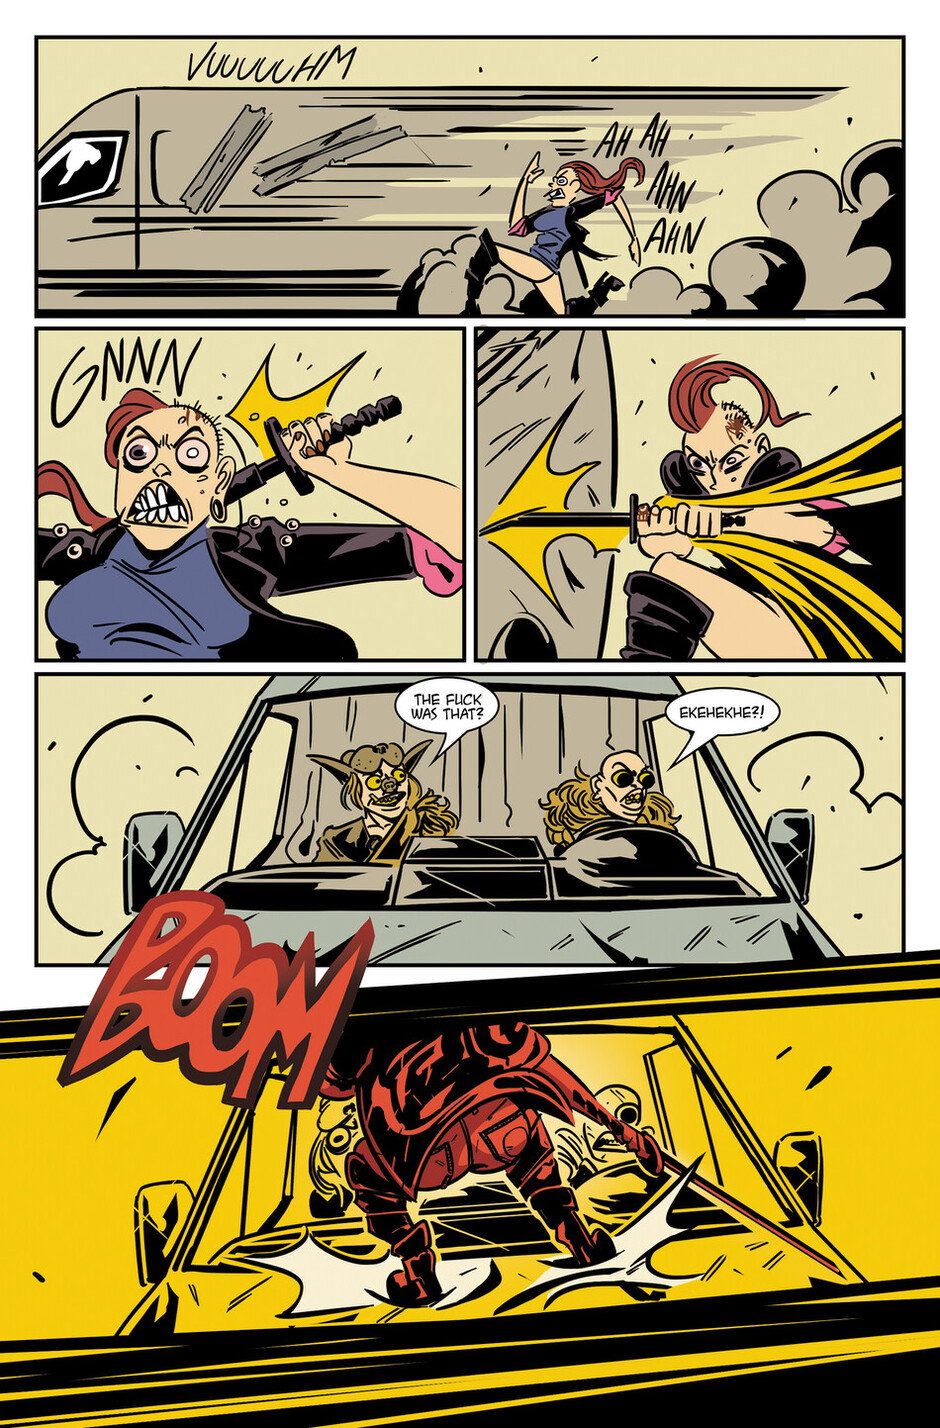 VUUUUUHM
AH AH
AHN
AHN
GNNN
THE FUCK
WAS THAT?
EKEHEKHE?!
BOOM